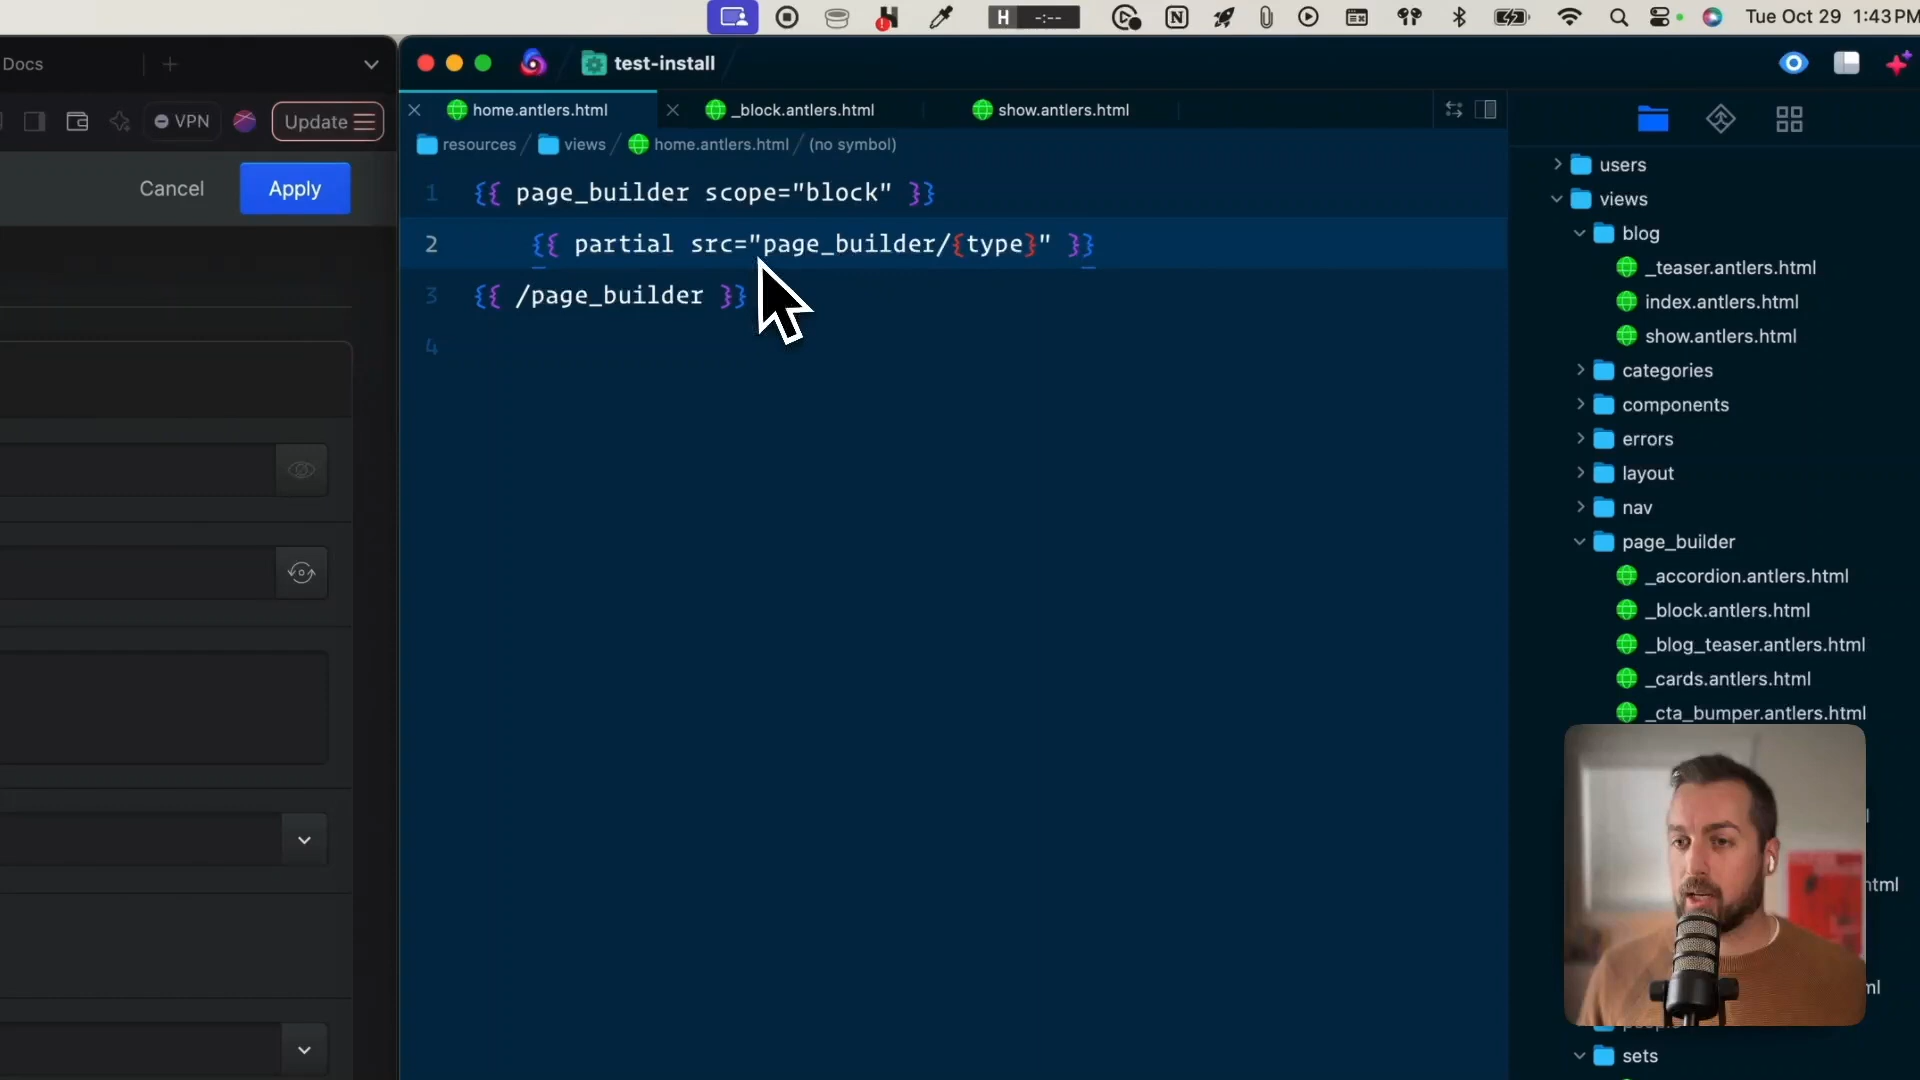 H -:--
Tue Oct 29 1:43PM
Docs
VPN
Update
Cancel
Apply
test-install
home.antlers.html
_block.antlers.html
show.antlers.html
resources / views / home.antlers.html / (no symbol)
1 {{ page_builder scope="block" }}
2 {{ partial src="page_builder/{type}" }}
3 {{ /page_builder }}
4
users
views
blog
_teaser.antlers.html
index.antlers.html
show.antlers.html
categories
components
errors
layout
nav
page_builder
_accordion.antlers.html
_block.antlers.html
_blog_teaser.antlers.html
_cards.antlers.html
_cta_bumper.antlers.html
sets